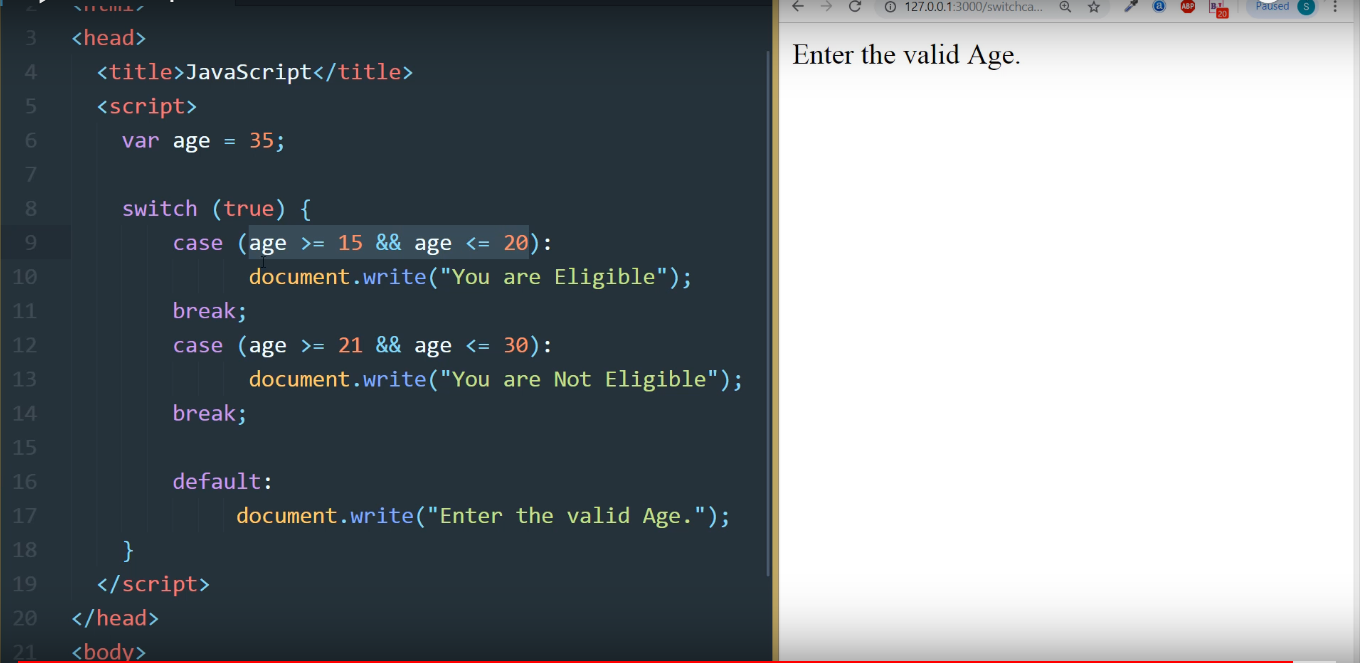 2 <html>
3 <head>
4 <title>JavaScript</title>
5 <script>
6 var age = 35;
7
8 switch (true) {
9 case (age >= 15 && age <= 20):
10 document.write("You are Eligible");
11 break;
12 case (age >= 21 && age <= 30):
13 document.write("You are Not Eligible");
14 break;
15
16 default:
17 document.write("Enter the valid Age.");
18 }
19 </script>
20 </head>
21 <body>
127.0.0.1:3000/switchca...
ABP
20
Paused
S
Enter the valid Age.